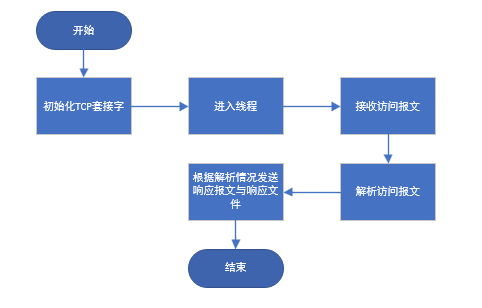 开始
初始化TCP套接字
进入线程
接收访问报文
解析访问报文
根据解析情况发送
响应报文与响应文
件
结束